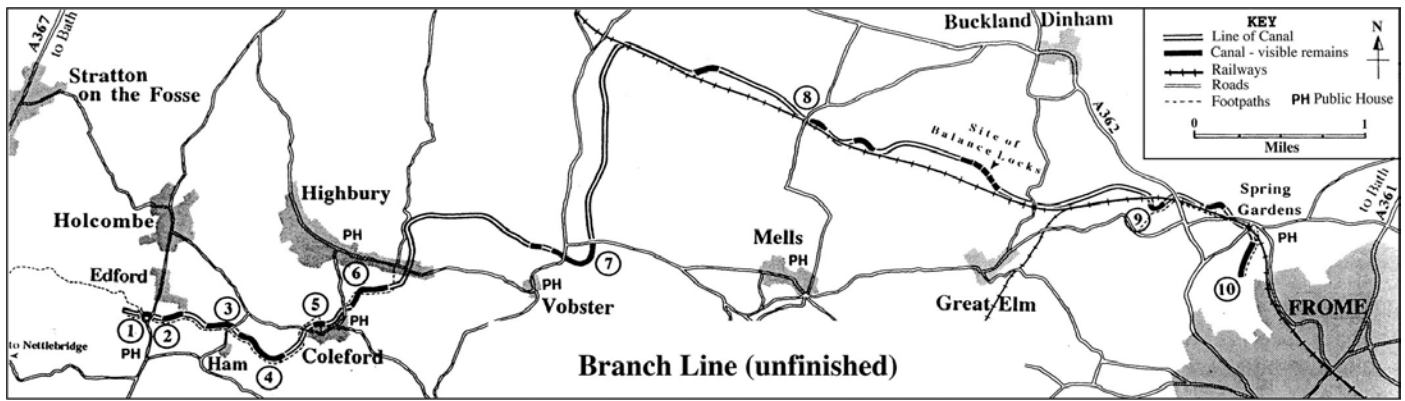 A367
to Bath
Stratton
on the Fosse
Holcombe
Edford
Highbury
PH
1
2
3
4
5
6
PH
PH
to Nettlebridge
Ham
Coleford
7
PH
Vobster
8
Mells
PH
Site of
Balance Locks
Buckland Dinham
A362
Great Elm
9
10
Spring
Gardens
PH
to Bath
A361
FROME
Branch Line (unfinished)
KEY
Line of Canal
Canal - visible remains
Railways
Roads
Footpaths
PH Public House
N
0
1
Miles